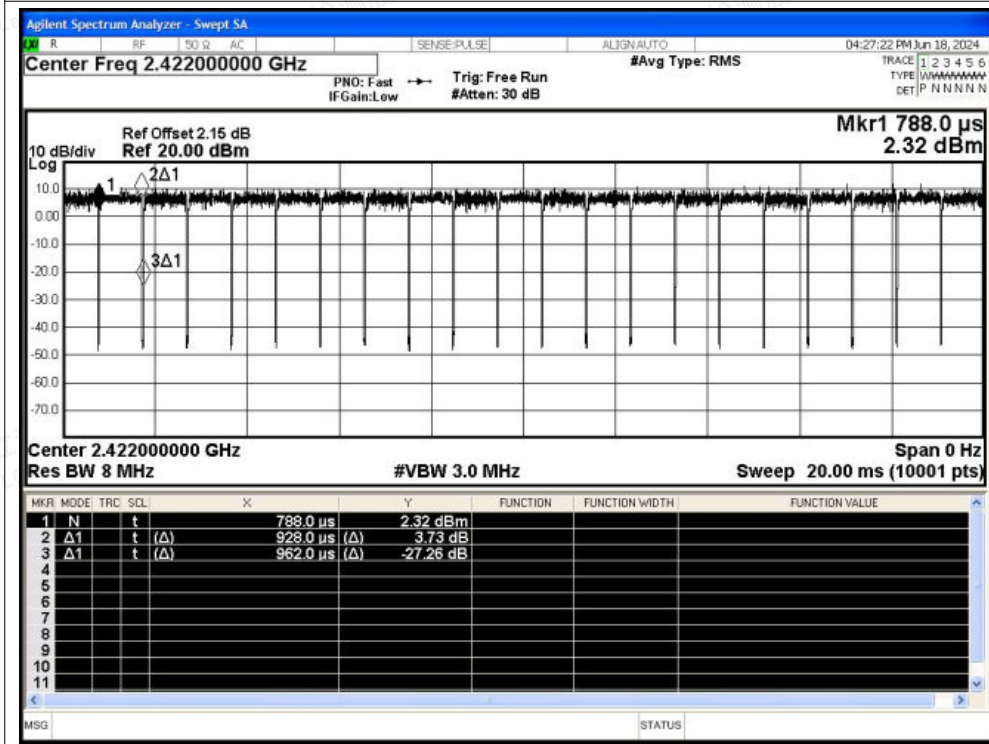 Agilent Spectrum Analyzer - Swept SA
LXI R RF 50 Ω AC SENSE:PULSE ALIGN AUTO 04:27:22 PM Jun 18, 2024
Center Freq 2.422000000 GHz #Avg Type: RMS TRACE 1 2 3 4 5 6
PNO: Fast Trig: Free Run TYPE WWWWWW
IFGain:Low #Atten: 30 dB DET P N N N N N
Mkr1 788.0 µs
Ref Offset 2.15 dB
10 dB/div Ref 20.00 dBm 2.32 dBm
Log
10.0 1 2Δ1
0.00
-10.0
3Δ1
-20.0
-30.0
-40.0
-50.0
-60.0
-70.0
Center 2.422000000 GHz Span 0 Hz
Res BW 8 MHz #VBW 3.0 MHz Sweep 20.00 ms (10001 pts)
MKR MODE TRC SCL X Y FUNCTION FUNCTION WIDTH FUNCTION VALUE
1 N t 788.0 µs 2.32 dBm
2 Δ1 t (Δ) 928.0 µs (Δ) 3.73 dB
3 Δ1 t (Δ) 962.0 µs (Δ) -27.26 dB
4
5
6
7
8
9
10
11
MSG STATUS